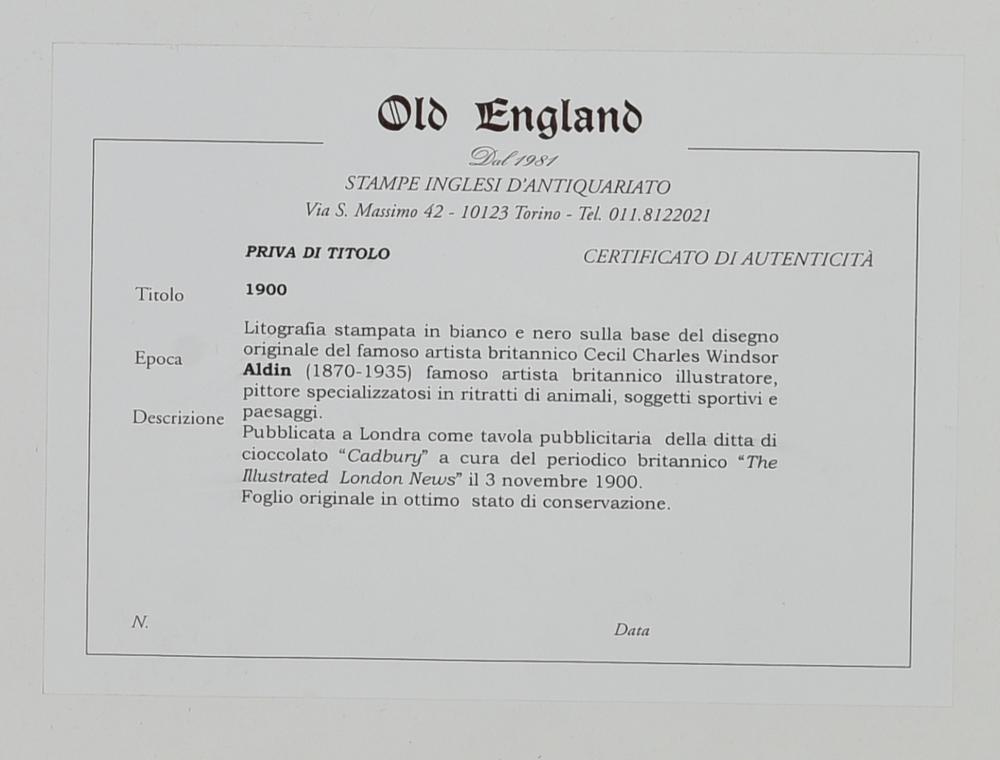 Old England
Dal 1981
STAMPE INGLESI D'ANTIQUARIATO
Via S. Massimo 42 - 10123 Torino - Tel. 011.8122021
PRIVA DI TITOLO
CERTIFICATO DI AUTENTICITÀ
Titolo
1900
Epoca
Litografia stampata in bianco e nero sulla base del disegno
originale del famoso artista britannico Cecil Charles Windsor
Aldin (1870-1935) famoso artista britannico illustratore,
pittore specializzatosi in ritratti di animali, soggetti sportivi e
paesaggi.
Descrizione
Pubblicata a Londra come tavola pubblicitaria della ditta di
cioccolato “Cadbury” a cura del periodico britannico “The
Illustrated London News” il 3 novembre 1900.
Foglio originale in ottimo stato di conservazione.
N.
Data